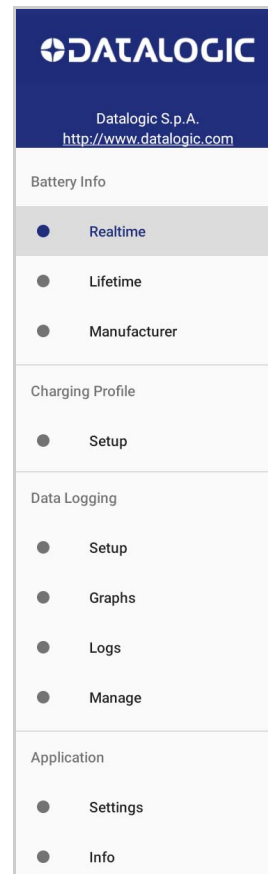 DATALOGIC
Datalogic S.p.A.
http://www.datalogic.com
Battery Info
Realtime
Lifetime
Manufacturer
Charging Profile
Setup
Data Logging
Setup
Graphs
Logs
Manage
Application
Settings
Info